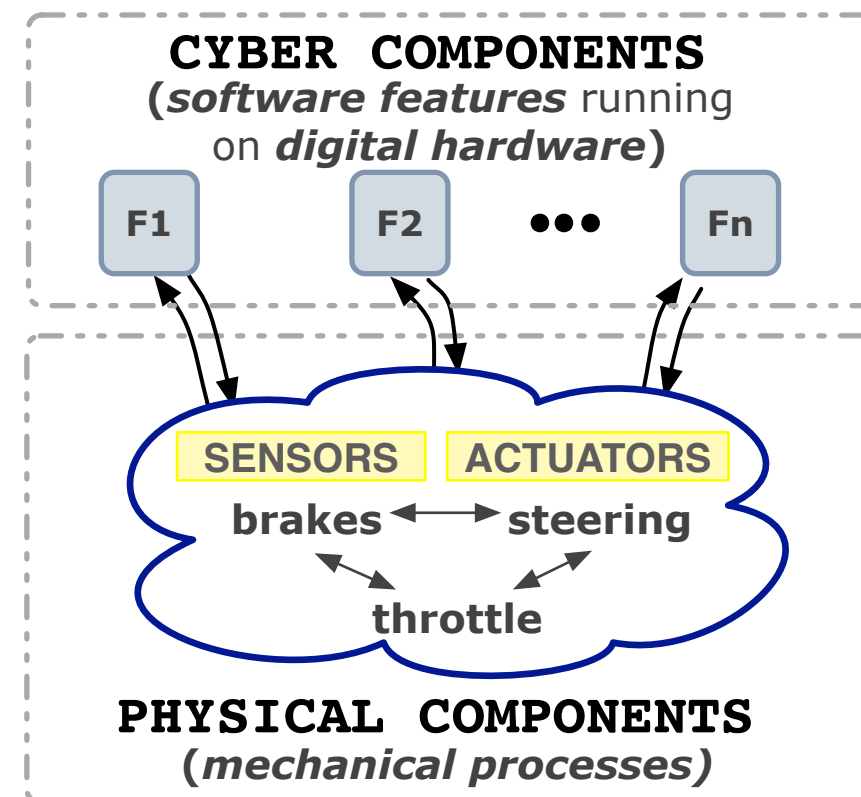 CYBER COMPONENTS
(software features running
on digital hardware)
F1 F2 ••• Fn
SENSORS ACTUATORS
brakes steering
throttle
PHYSICAL COMPONENTS
(mechanical processes)